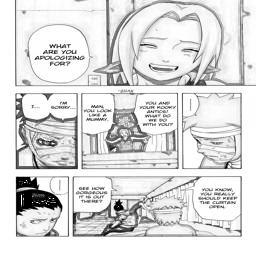 WHAT
ARE YOU
APOLOGIZING
FOR?
YOU AND
YOUR KOOKY
ANTICS!
WHAT DO
WE DO
WITH YOU?!
MAN,
YOU LOOK
LIKE A
MUMMY.
I'M
SORRY...
I...
YOU KNOW,
YOU REALLY
SHOULD KEEP
THE CURTAIN
OPEN.
SEE HOW
GORGEOUS
IT IS OUT
THERE?